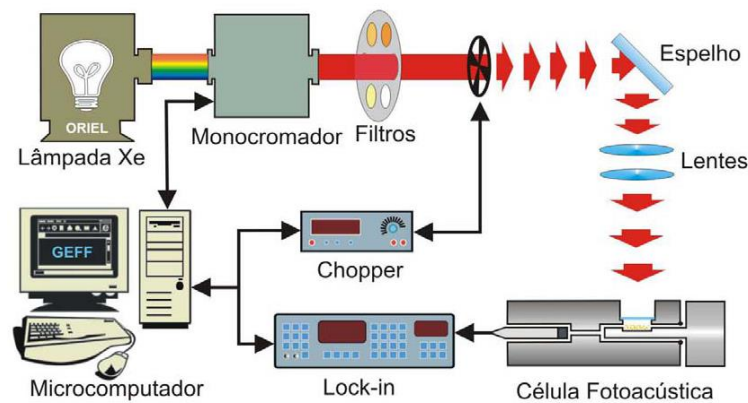 ORIEL
Lâmpada Xe
Monocromador
Filtros
Espelho
Lentes
GEFF
Chopper
Microcomputador
Lock-in
Célula Fotoacústica